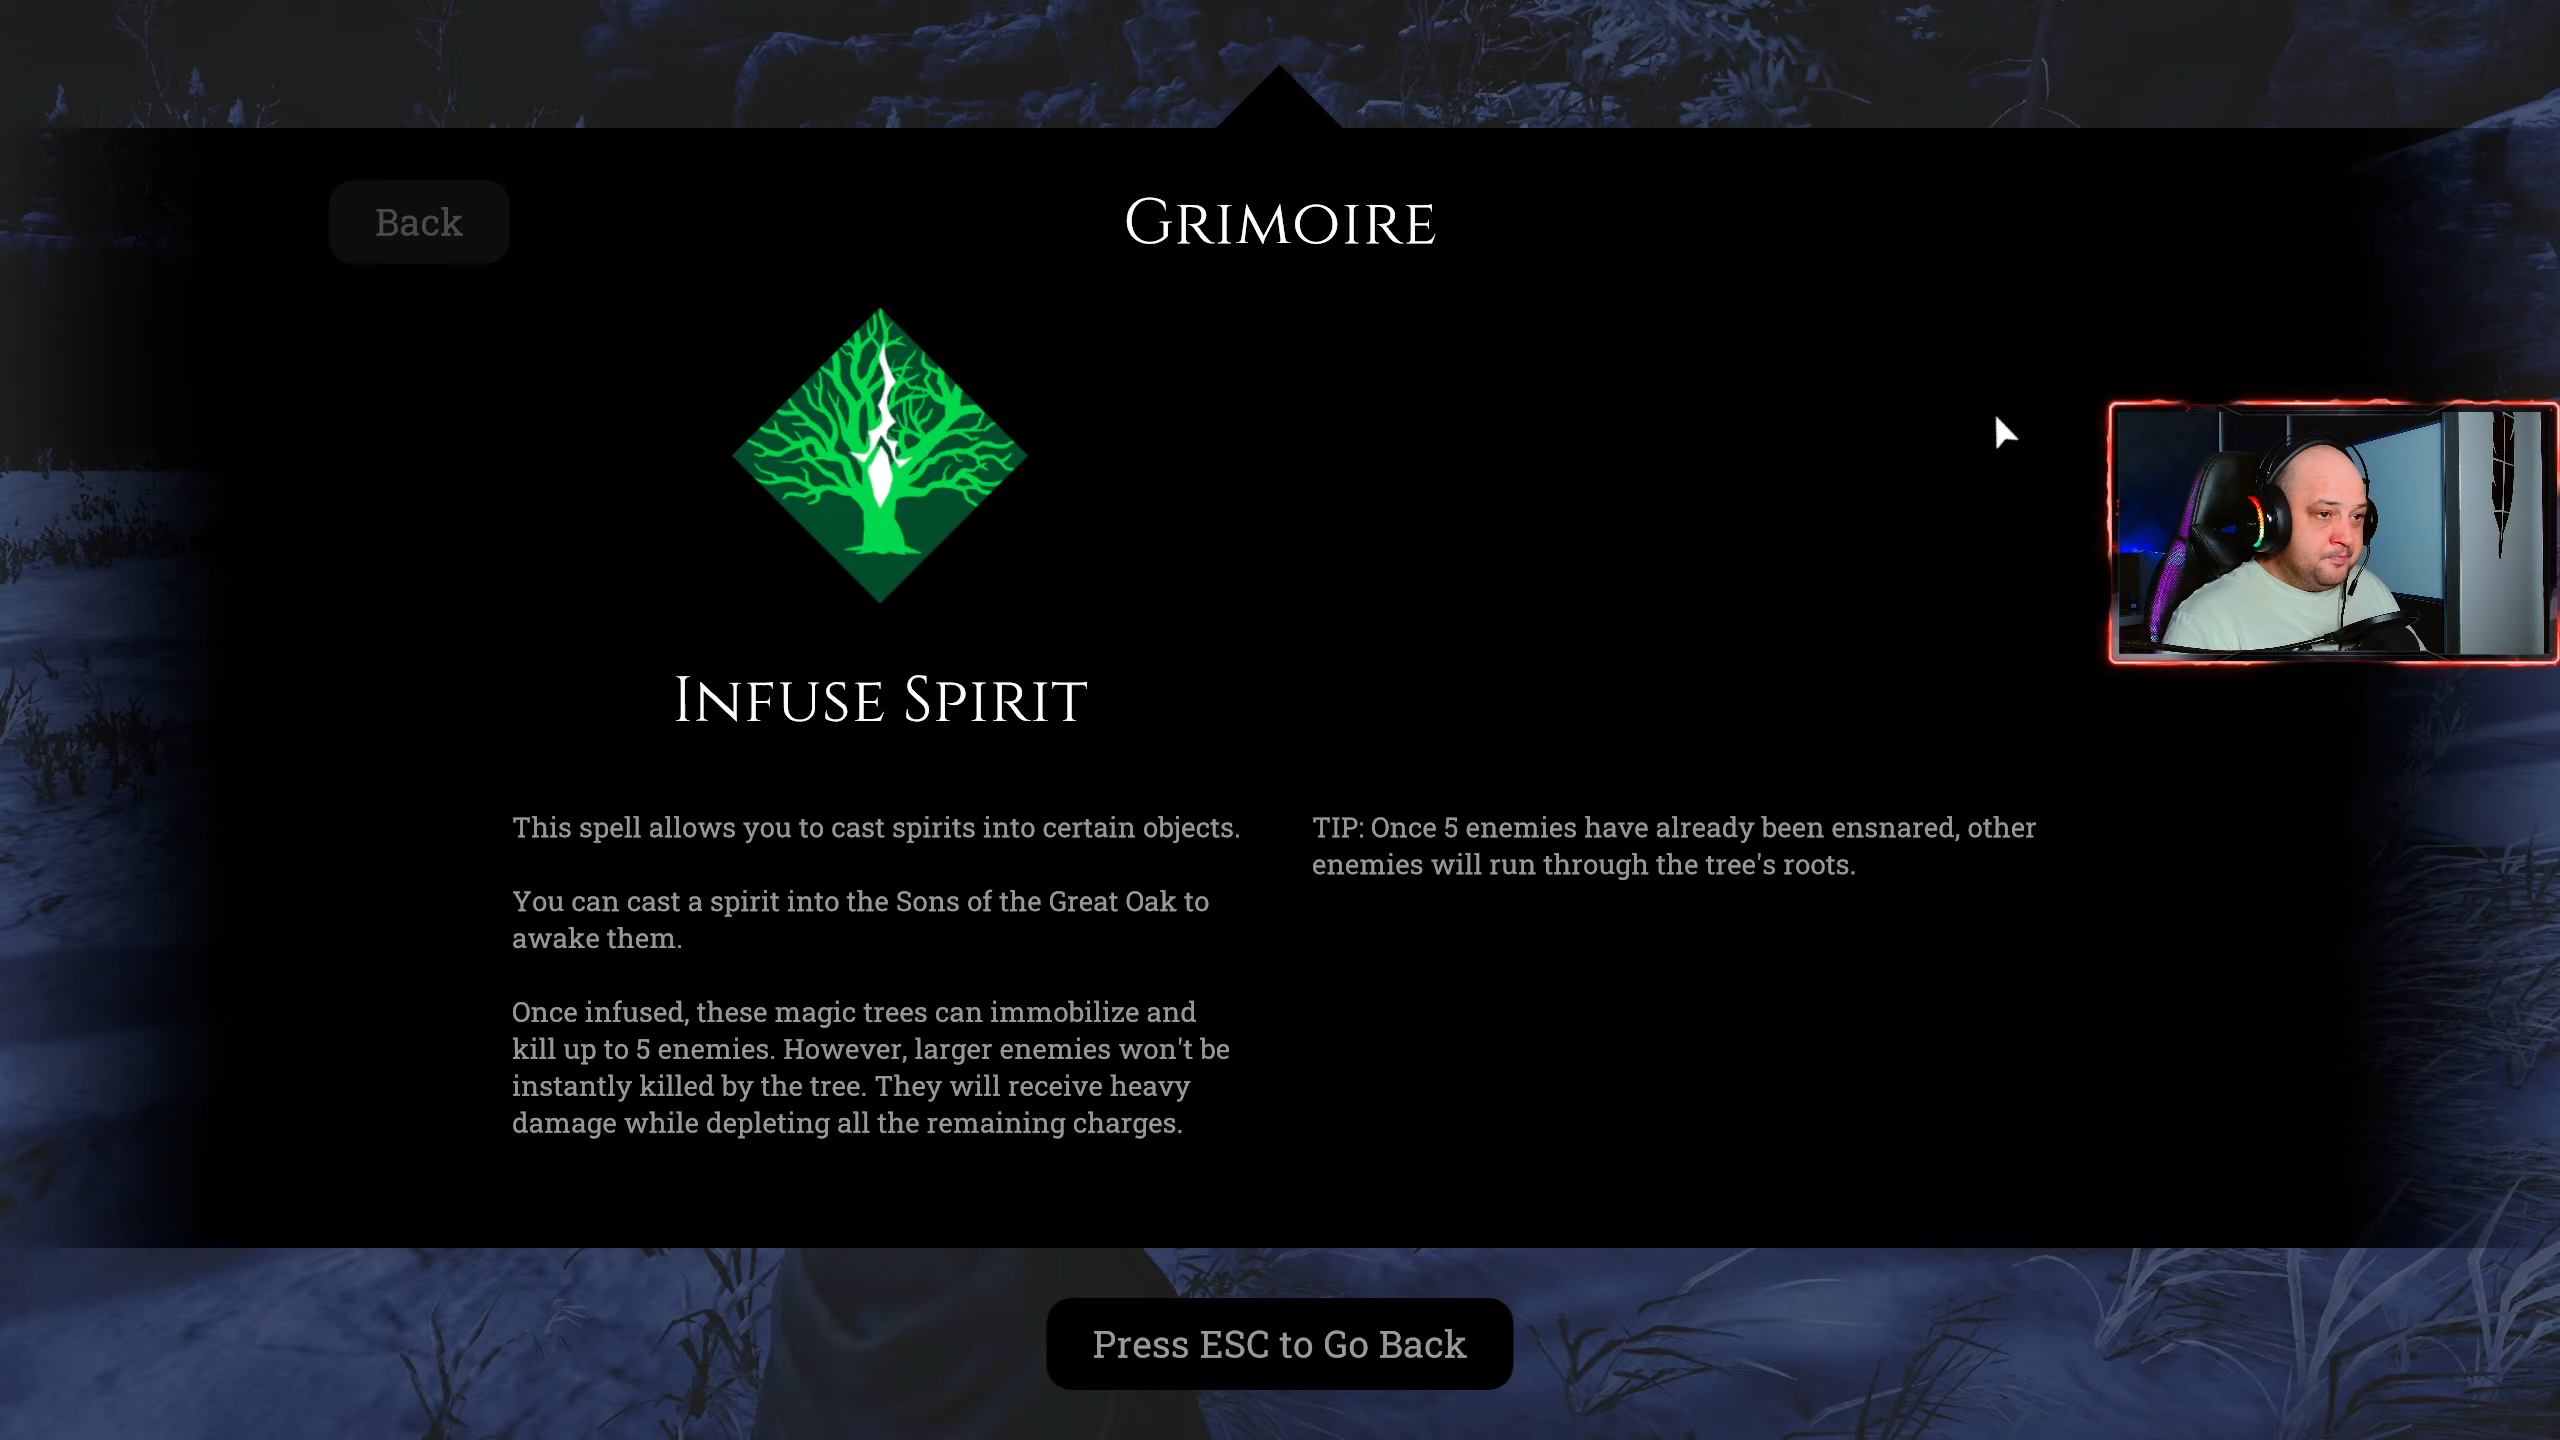 Back
Grimoire
Infuse Spirit
This spell allows you to cast spirits into certain objects.
You can cast a spirit into the Sons of the Great Oak to
awake them.
Once infused, these magic trees can immobilize and
kill up to 5 enemies. However, larger enemies won't be
instantly killed by the tree. They will receive heavy
damage while depleting all the remaining charges.
TIP: Once 5 enemies have already been ensnared, other
enemies will run through the tree's roots.
Press ESC to Go Back